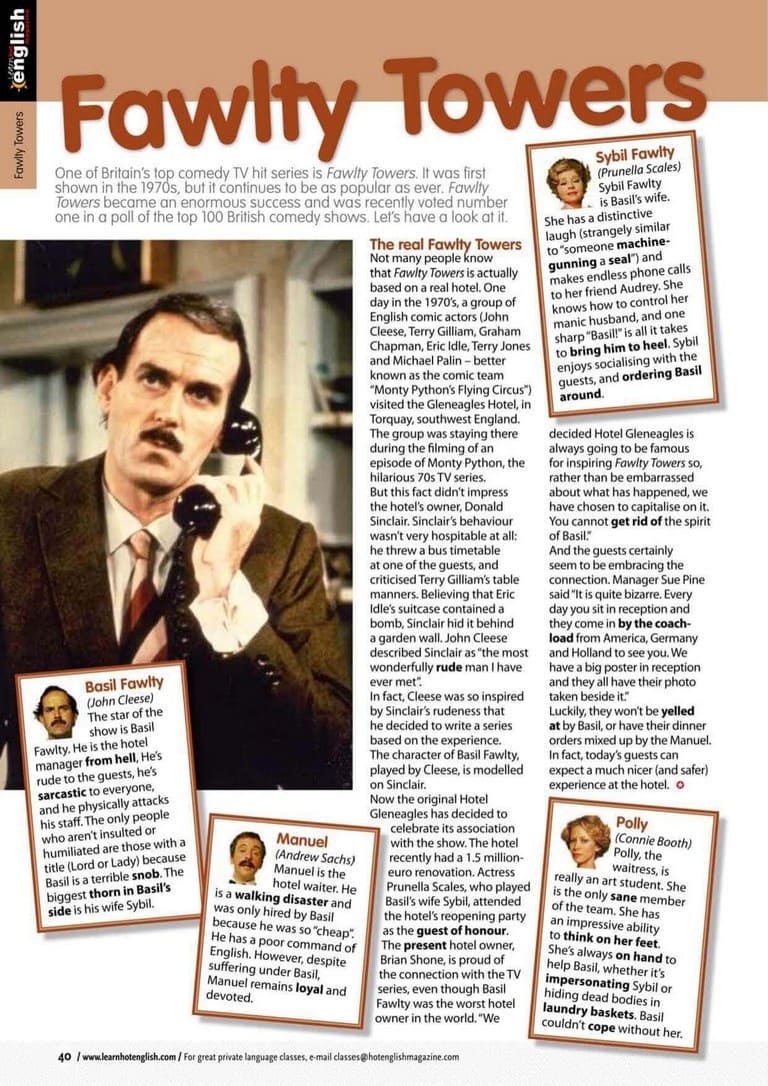 Learn hot
english
magazine
Fawlty Towers
Fawlty Towers
One of Britain's top comedy TV hit series is Fawlty Towers. It was first
shown in the 1970s, but it continues to be as popular as ever. Fawlty
Towers became an enormous success and was recently voted number
one in a poll of the top 100 British comedy shows. Let's have a look at it.
The real Fawlty Towers
Not many people know
that Fawlty Towers is actually
based on a real hotel. One
day in the 1970's, a group of
English comic actors (John
Cleese, Terry Gilliam, Graham
Chapman, Eric Idle, Terry Jones
and Michael Palin – better
known as the comic team
"Monty Python's Flying Circus")
visited the Gleneagles Hotel, in
Torquay, southwest England.
The group was staying there
during the filming of an
episode of Monty Python, the
hilarious 70s TV series.
But this fact didn't impress
the hotel's owner, Donald
Sinclair. Sinclair's behaviour
wasn't very hospitable at all:
he threw a bus timetable
at one of the guests, and
criticised Terry Gilliam's table
manners. Believing that Eric
Idle's suitcase contained a
bomb, Sinclair hid it behind
a garden wall. John Cleese
described Sinclair as "the most
wonderfully rude man I have
ever met".
In fact, Cleese was so inspired
by Sinclair's rudeness that
he decided to write a series
based on the experience.
The character of Basil Fawlty,
played by Cleese, is modelled
on Sinclair.
Now the original Hotel
Gleneagles has decided to
celebrate its association
with the show. The hotel
recently had a 1.5 million-
euro renovation. Actress
Prunella Scales, who played
Basil's wife Sybil, attended
the hotel's reopening party
as the guest of honour.
The present hotel owner,
Brian Shone, is proud of
the connection with the TV
series, even though Basil
Fawlty was the worst hotel
owner in the world. "We
decided Hotel Gleneagles is
always going to be famous
for inspiring Fawlty Towers so,
rather than be embarrassed
about what has happened, we
have chosen to capitalise on it.
You cannot get rid of the spirit
of Basil."
And the guests certainly
seem to be embracing the
connection. Manager Sue Pine
said "It is quite bizarre. Every
day you sit in reception and
they come in by the coach-
load from America, Germany
and Holland to see you. We
have a big poster in reception
and they all have their photo
taken beside it."
Luckily, they won't be yelled
at by Basil, or have their dinner
orders mixed up by the Manuel.
In fact, today's guests can
expect a much nicer (and safer)
experience at the hotel.
Sybil Fawlty
(Prunella Scales)
Sybil Fawlty
is Basil's wife.
She has a distinctive
laugh (strangely similar
to "someone machine-
gunning a seal") and
makes endless phone calls
to her friend Audrey. She
knows how to control her
manic husband, and one
sharp "Basil!" is all it takes
to bring him to heel. Sybil
enjoys socialising with the
guests, and ordering Basil
around.
Basil Fawlty
(John Cleese)
The star of the
show is Basil
Fawlty. He is the hotel
manager from hell, He's
rude to the guests, he's
sarcastic to everyone,
and he physically attacks
his staff. The only people
who aren't insulted or
humiliated are those with a
title (Lord or Lady) because
Basil is a terrible snob. The
biggest thorn in Basil's
side is his wife Sybil.
Manuel
(Andrew Sachs)
Manuel is the
hotel waiter. He
is a walking disaster and
was only hired by Basil
because he was so "cheap".
He has a poor command of
English. However, despite
suffering under Basil,
Manuel remains loyal and
devoted.
Polly
(Connie Booth)
Polly, the
waitress, is
really an art student. She
is the only sane member
of the team. She has
an impressive ability
to think on her feet.
She's always on hand to
help Basil, whether it's
impersonating Sybil or
hiding dead bodies in
laundry baskets. Basil
couldn't cope without her.
40 / www.learnhotenglish.com / For great private language classes, e-mail classes@hotenglishmagazine.com